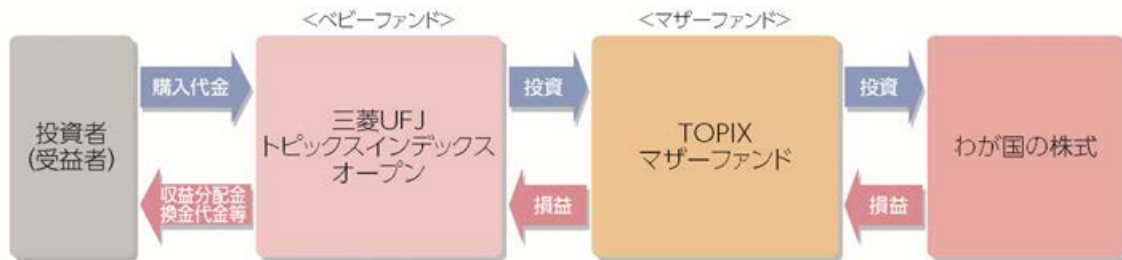 <ベビーファンド>
<マザーファンド>
投資者
(受益者)
購入代金
収益分配金
換金代金等
三菱UFJ
トピックスインデックス
オープン
投資
損益
TOPIX
マザーファンド
投資
損益
わが国の株式